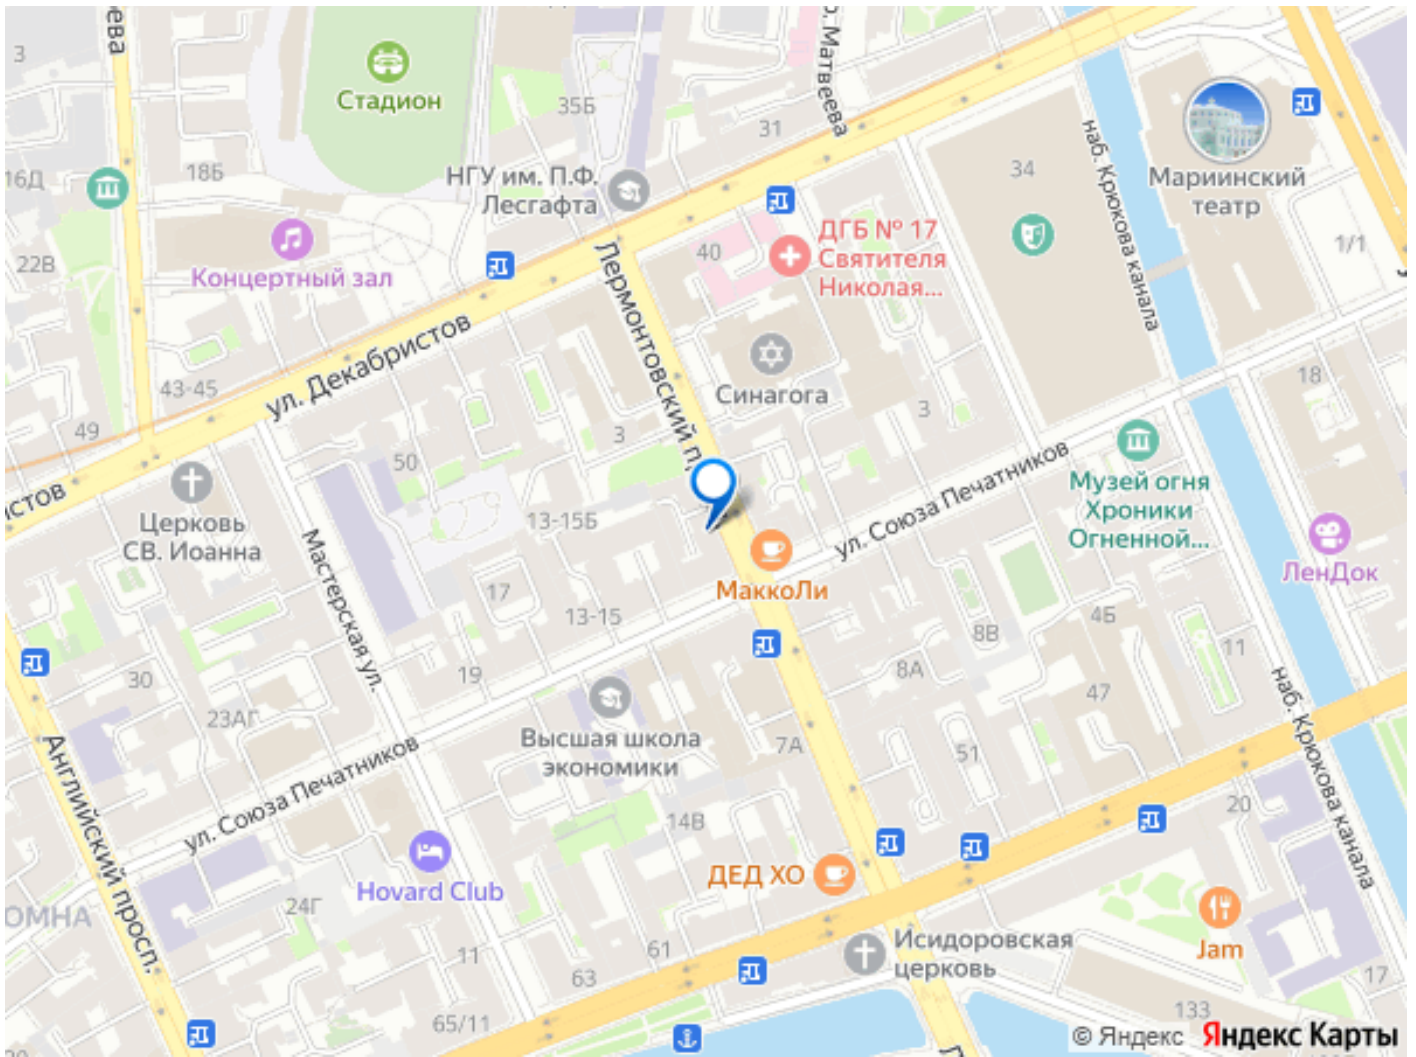 3
Стадион
35Б
31
НГУ им. П.Ф.
Лесгафта
16Д
18Б
22В
Концертный зал
40
ДГБ № 17
Святителя
Николая...
34
Мариинский
театр
1/1
наб. Крюкова канала
Лермонтовский п
Синагога
3
3
18
43-45
49
ул. Декабристов
50
Церковь
СВ. Иоанна
Мастерская ул.
13-15Б
17
13-15
19
МаккоЛи
ул. Союза Печатников
Музей огня
Хроники
Огненной...
ЛенДок
4Б
8В
8А
11
47
51
30
23АГ
Английский просп.
ул. Союза Печатников
Высшая школа
экономики
7А
14В
наб. Крюкова канала
20
Hovard Club
ДЕД ХО
24Г
11
61
63
65/11
Исидоровская
церковь
Jam
17
133
© Яндекс Яндекс Карты